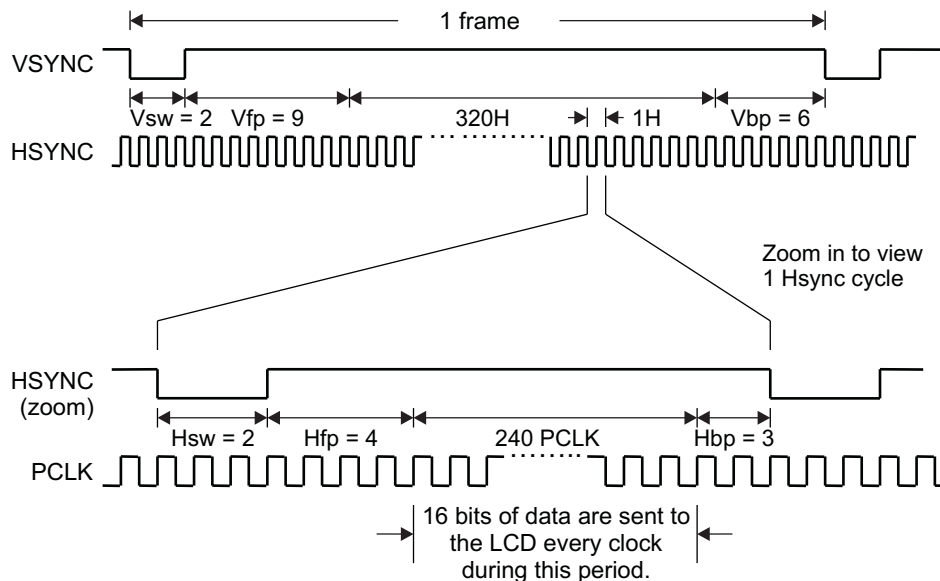 1 frame
VSYNC
Vsw = 2 Vfp = 9 320H 1H Vbp = 6
HSYNC
Zoom in to view
1 Hsync cycle
HSYNC
(zoom)
Hsw = 2 Hfp = 4 240 PCLK Hbp = 3
PCLK
16 bits of data are sent to
the LCD every clock
during this period.